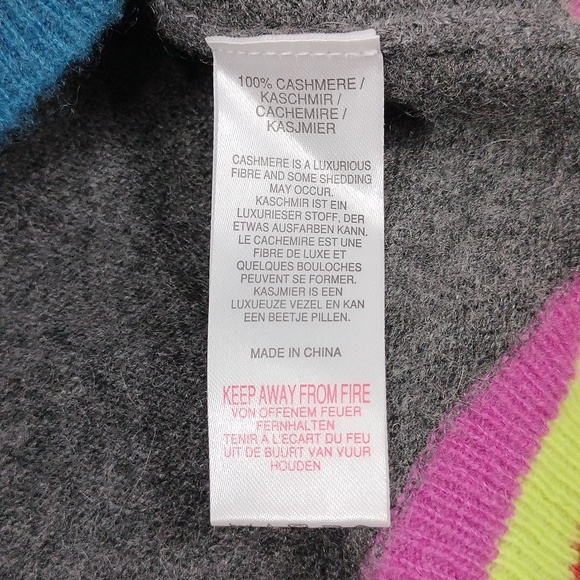 100% CASHMERE /
KASCHMIR /
CACHEMIRE /
KASJMIER
CASHMERE IS A LUXURIOUS
FIBRE AND SOME SHEDDING
MAY OCCUR.
KASCHMIR IST EIN
LUXURIESER STOFF, DER
ETWAS AUSFARBEN KANN.
LE CACHEMIRE EST UNE
FIBRE DE LUXE ET
QUELQUES BOULOCHES
PEUVENT SE FORMER.
KASJMIER IS EEN
LUXUEUZE VEZEL EN KAN
EEN BEETJE PILLEN.
MADE IN CHINA
KEEP AWAY FROM FIRE
VON OFFENEM FEUER
FERNHALTEN
TENIR A L'ECART DU FEU
UIT DE BUURT VAN VUUR
HOUDEN